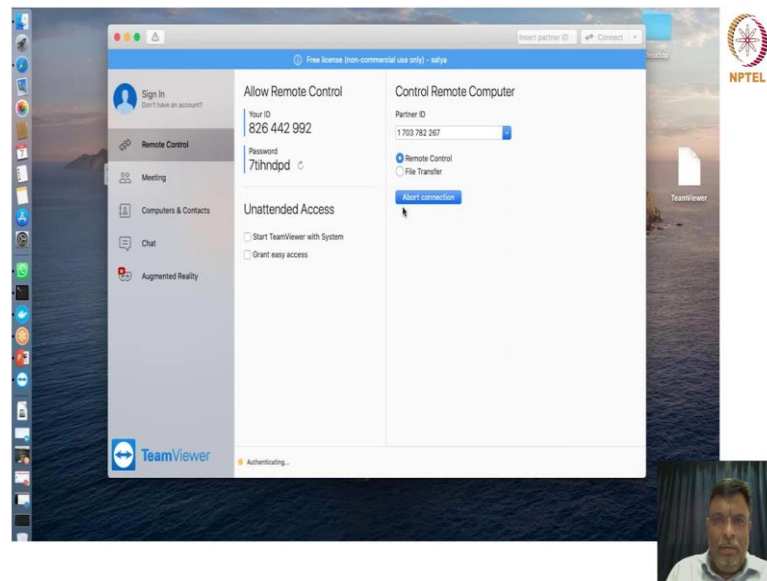 Insert partner ID
Connect
Free license (non-commercial use only) - satya
Desktop
NPTEL
Sign In
Don't have an account?
Remote Control
Meeting
Computers & Contacts
Chat
Augmented Reality
TeamViewer
Allow Remote Control
Your ID
826 442 992
Password
7tihndpd
Unattended Access
Start TeamViewer with System
Grant easy access
Authenticating...
Control Remote Computer
Partner ID
1 703 782 267
Remote Control
File Transfer
Abort connection
TeamViewer